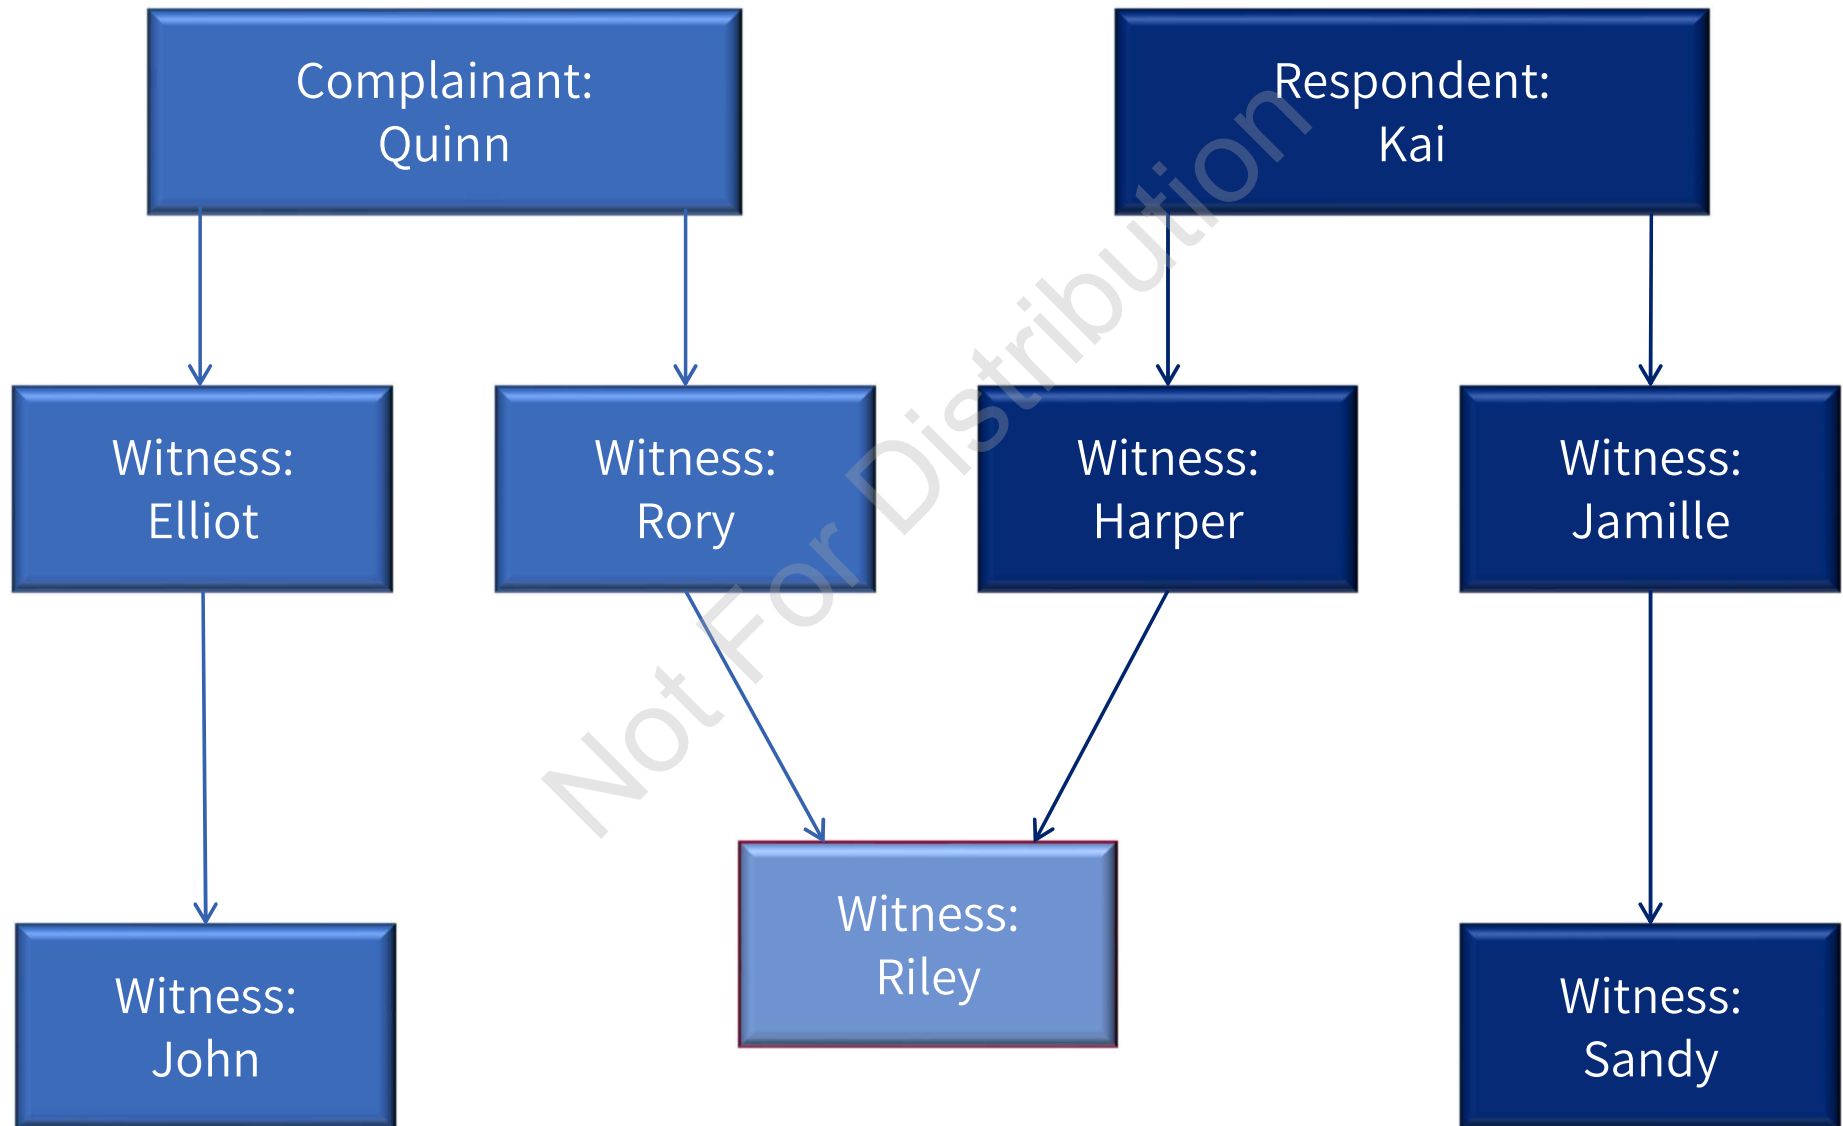 Complainant:
Quinn
Respondent:
Kai
Witness:
Elliot
Witness:
Rory
Witness:
Harper
Witness:
Jamille
Witness:
John
Witness:
Riley
Witness:
Sandy
Not For Distribution